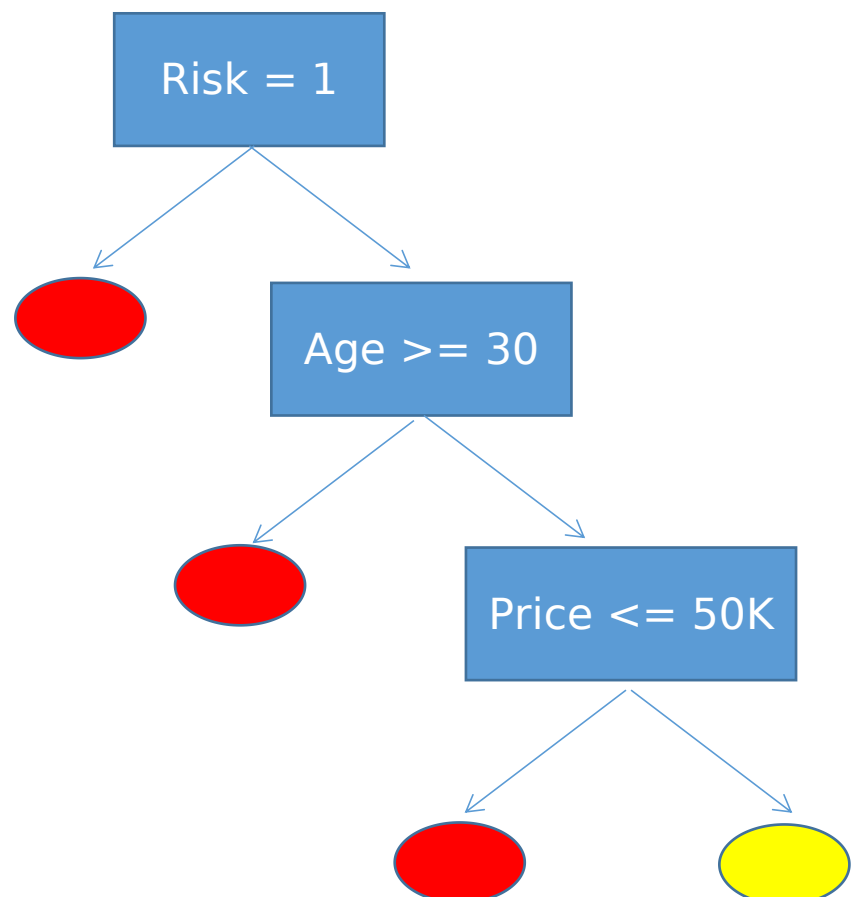 Risk = 1
Age >= 30
Price <= 50K